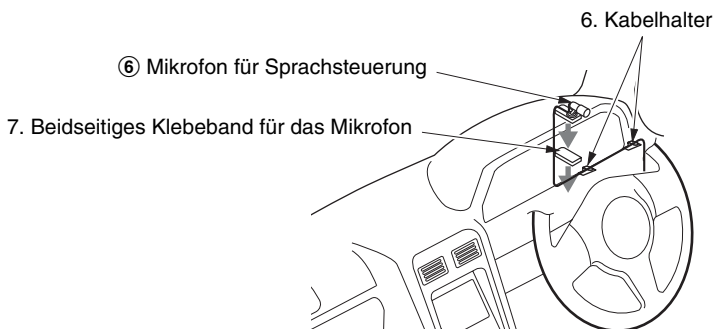 6. Kabelhalter
⑥ Mikrofon für Sprachsteuerung
7. Beidseitiges Klebeband für das Mikrofon